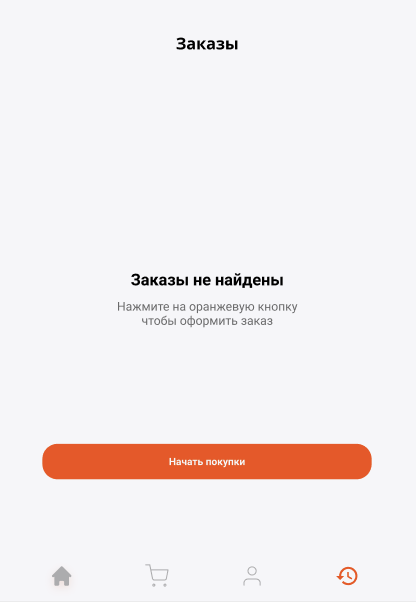 Заказы
Заказы не найдены
Нажмите на оранжевую кнопку
чтобы оформить заказ
Начать покупки